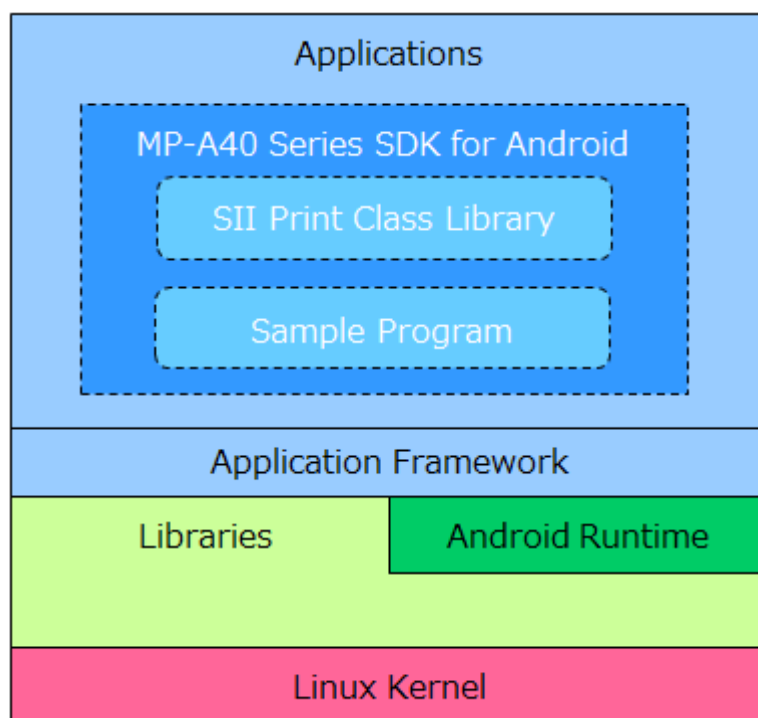 Applications
MP-A40 Series SDK for Android
SII Print Class Library
Sample Program
Application Framework
Libraries
Android Runtime
Linux Kernel